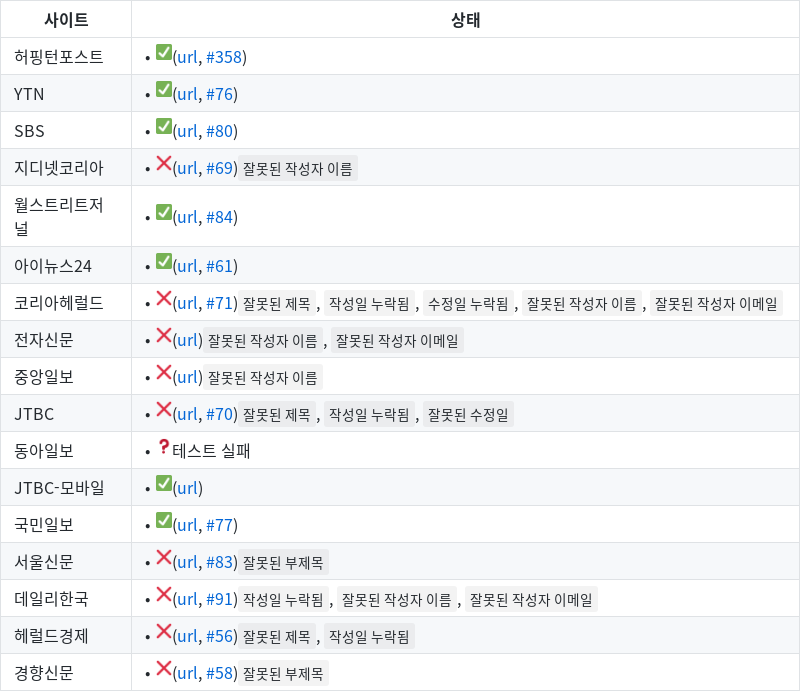 사이트 상태
허핑턴포스트 • ✅(url, #358)
YTN • ✅(url, #76)
SBS • ✅(url, #80)
지디넷코리아 • ❌(url, #69) 잘못된 작성자 이름
월스트리트저
널 • ✅(url, #84)
아이뉴스24 • ✅(url, #61)
코리아헤럴드 • ❌(url, #71) 잘못된 제목 , 작성일 누락됨 , 수정일 누락됨 , 잘못된 작성자 이름 , 잘못된 작성자 이메일
전자신문 • ❌(url) 잘못된 작성자 이름 , 잘못된 작성자 이메일
중앙일보 • ❌(url) 잘못된 작성자 이름
JTBC • ❌(url, #70) 잘못된 제목 , 작성일 누락됨 , 잘못된 수정일
동아일보 • ❓테스트 실패
JTBC-모바일 • ✅(url)
국민일보 • ✅(url, #77)
서울신문 • ❌(url, #83) 잘못된 부제목
데일리한국 • ❌(url, #91) 작성일 누락됨 , 잘못된 작성자 이름 , 잘못된 작성자 이메일
헤럴드경제 • ❌(url, #56) 잘못된 제목 , 작성일 누락됨
경향신문 • ❌(url, #58) 잘못된 부제목